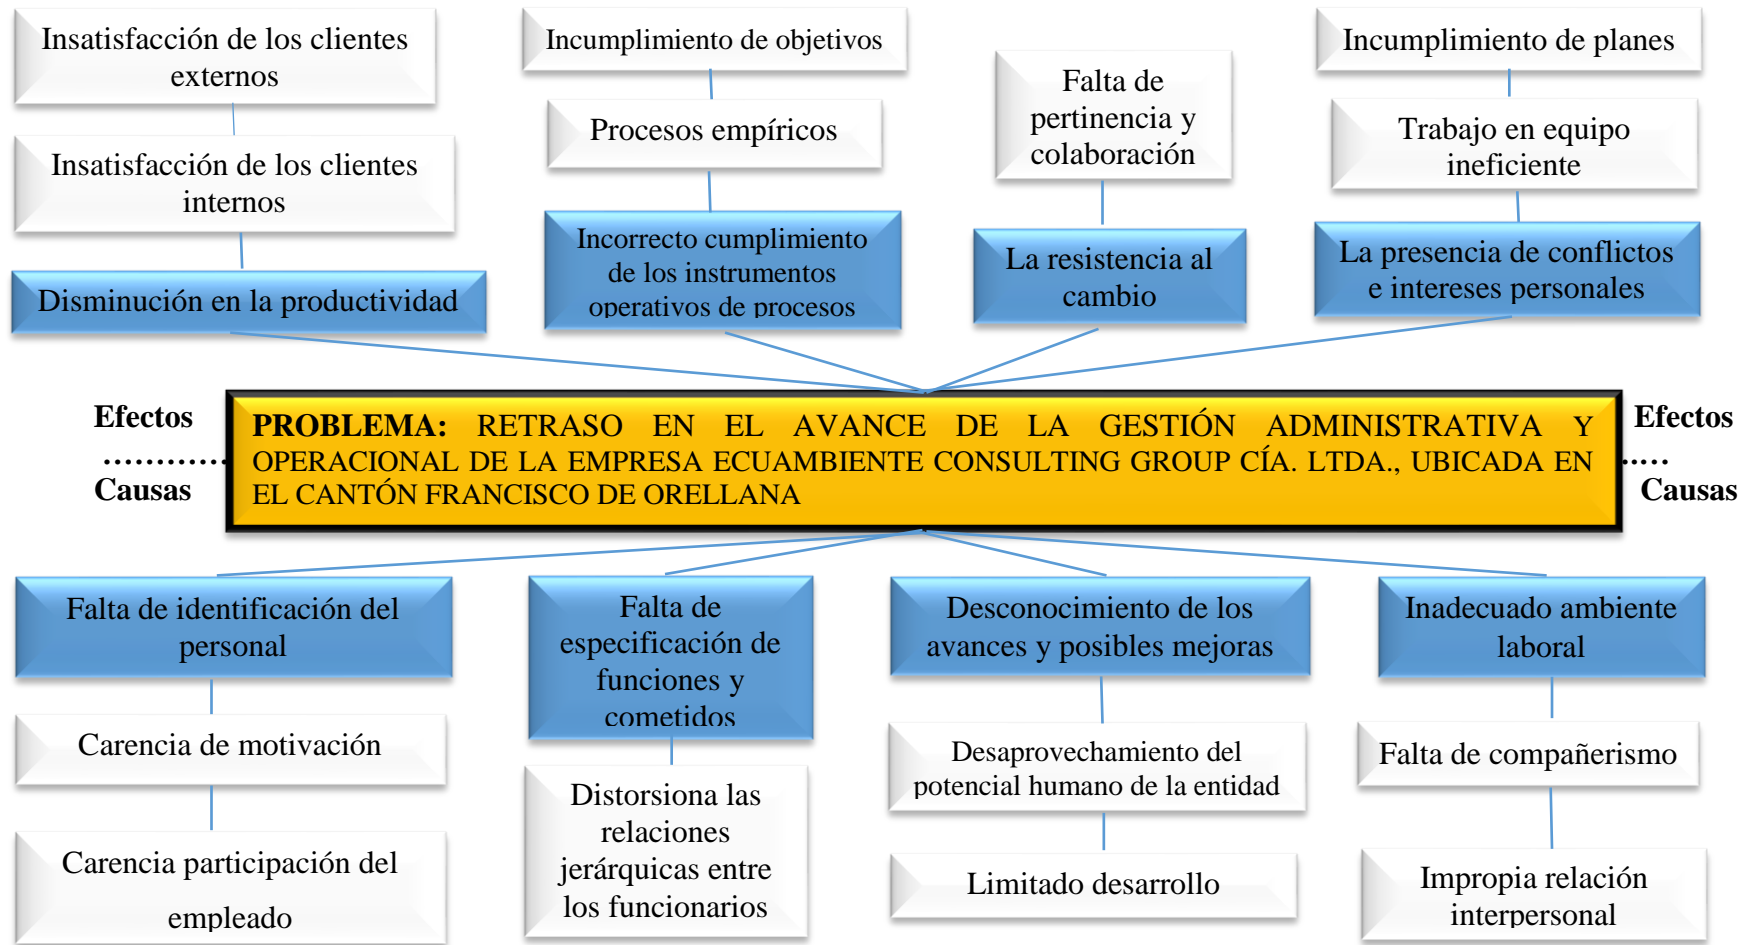 Insatisfacción de los clientes
externos
Insatisfacción de los clientes
internos
Disminución en la productividad
Incumplimiento de objetivos
Procesos empíricos
Incorrecto cumplimiento
de los instrumentos
operativos de procesos
Falta de
pertinencia y
colaboración
La resistencia al
cambio
Incumplimiento de planes
Trabajo en equipo
ineficiente
La presencia de conflictos
e intereses personales
Efectos
............
Causas
PROBLEMA: RETRASO EN EL AVANCE DE LA GESTIÓN ADMINISTRATIVA Y
OPERACIONAL DE LA EMPRESA ECUAMBIENTE CONSULTING GROUP CÍA. LTDA., UBICADA EN
EL CANTÓN FRANCISCO DE ORELLANA
Efectos
.....
Causas
Falta de identificación del
personal
Carencia de motivación
Carencia participación del
empleado
Falta de
especificación de
funciones y
cometidos
Distorsiona las
relaciones
jerárquicas entre
los funcionarios
Desconocimiento de los
avances y posibles mejoras
Desaprovechamiento del
potencial humano de la entidad
Limitado desarrollo
Inadecuado ambiente
laboral
Falta de compañerismo
Impropia relación
interpersonal